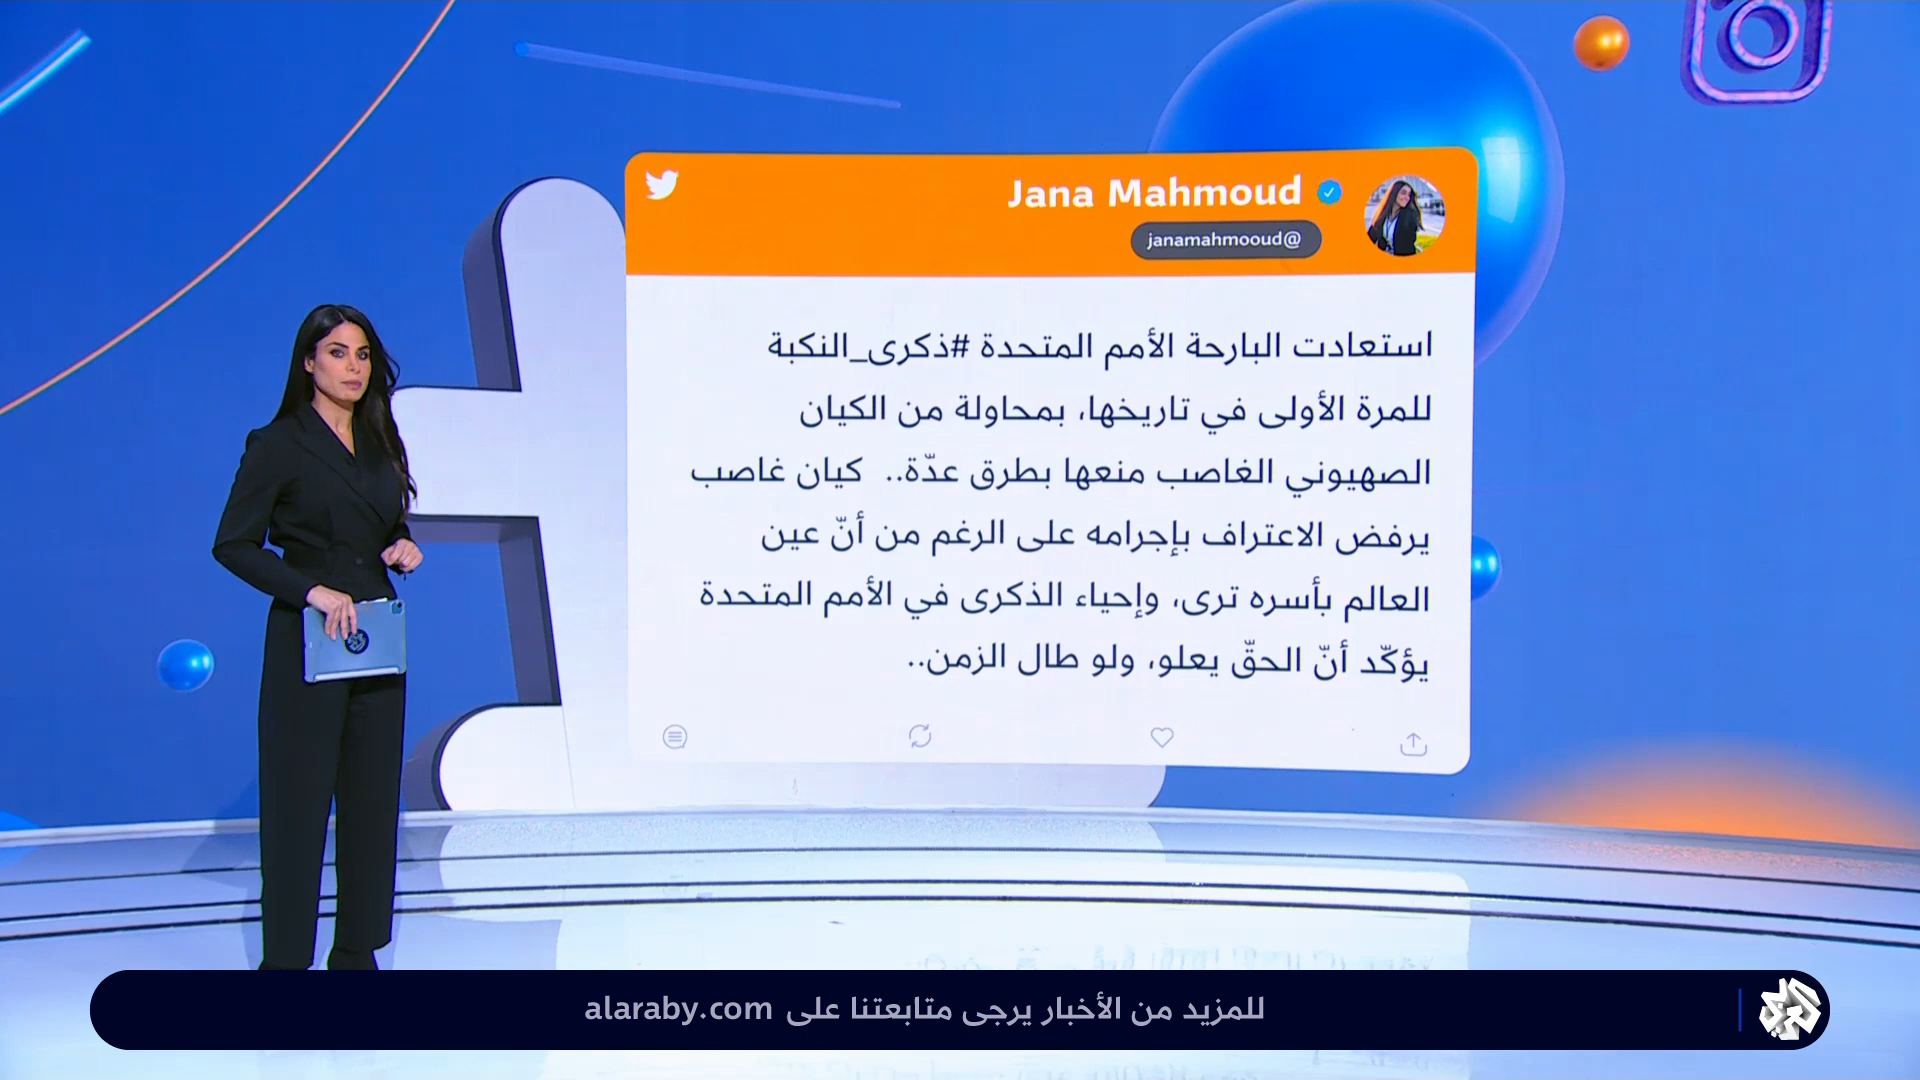 Jana Mahmoud
janamahmooud@
استعادت البارحة الأمم المتحدة #ذكرى_النكبة
للمرة الأولى في تاريخها، بمحاولة من الكيان
الصهيوني الغاصب منعها بطرق عدّة.. كيان غاصب
يرفض الاعتراف بإجرامه على الرغم من أنّ عين
العالم بأسره ترى، وإحياء الذكرى في الأمم المتحدة
يؤكّد أنّ الحقّ يعلو، ولو طال الزمن..
للمزيد من الأخبار يرجى متابعتنا على alaraby.com